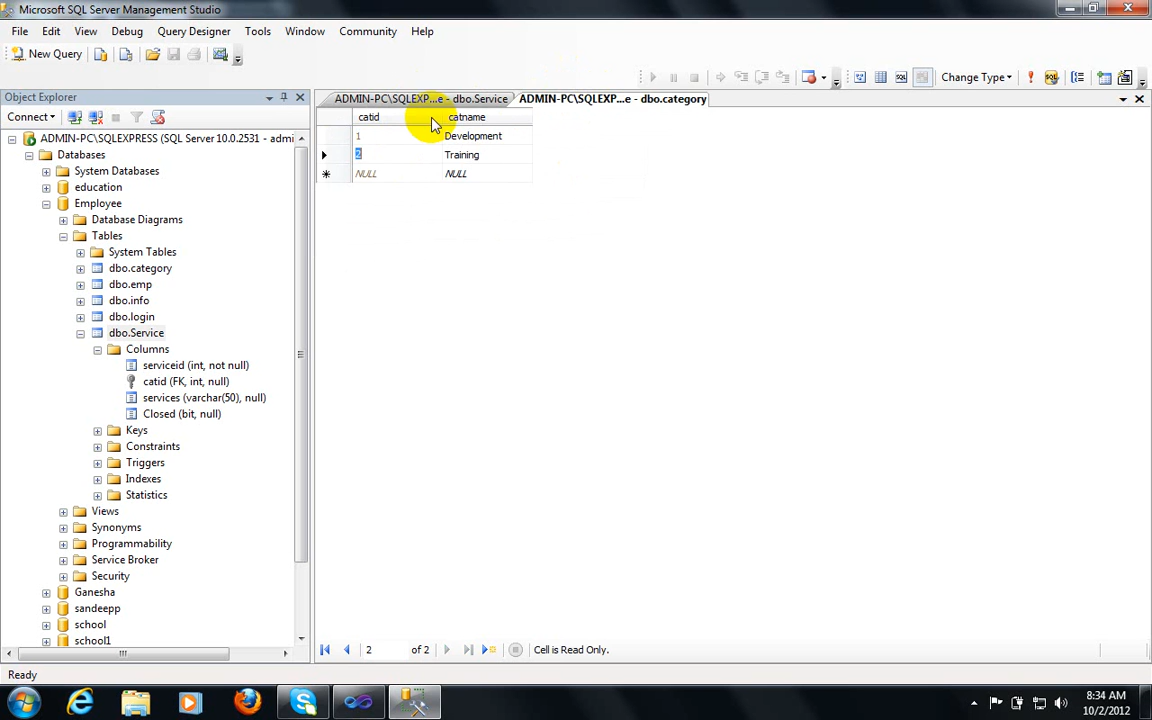 Microsoft SQL Server Management Studio
File Edit View Debug Query Designer Tools Window Community Help
New Query
Change Type
Object Explorer
ADMIN-PC\SQLEXP...e - dbo.Service
ADMIN-PC\SQLEXP...e - dbo.category
Connect
ADMIN-PC\SQLEXPRESS (SQL Server 10.0.2531 - admi
Databases
System Databases
education
Employee
Database Diagrams
Tables
System Tables
dbo.category
dbo.emp
dbo.info
dbo.login
dbo.Service
Columns
serviceid (int, not null)
catid (FK, int, null)
services (varchar(50), null)
Closed (bit, null)
Keys
Constraints
Triggers
Indexes
Statistics
Views
Synonyms
Programmability
Service Broker
Security
Ganesha
sandeepp
school
school1
catid catname
1 Development
2 Training
NULL NULL
2 of 2 Cell is Read Only.
Ready
8:34 AM
10/2/2012